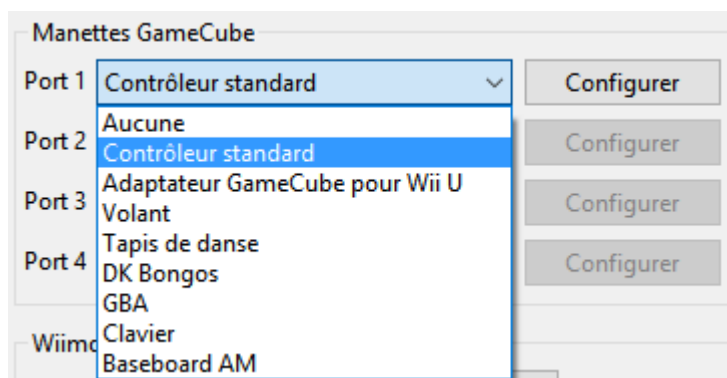 Manettes GameCube
Port 1 Contrôleur standard Configurer
Aucune
Port 2 Configurer
Contrôleur standard
Adaptateur GameCube pour Wii U
Port 3 Configurer
Volant
Tapis de danse
Port 4 Configurer
DK Bongos
GBA
Clavier
Baseboard AM